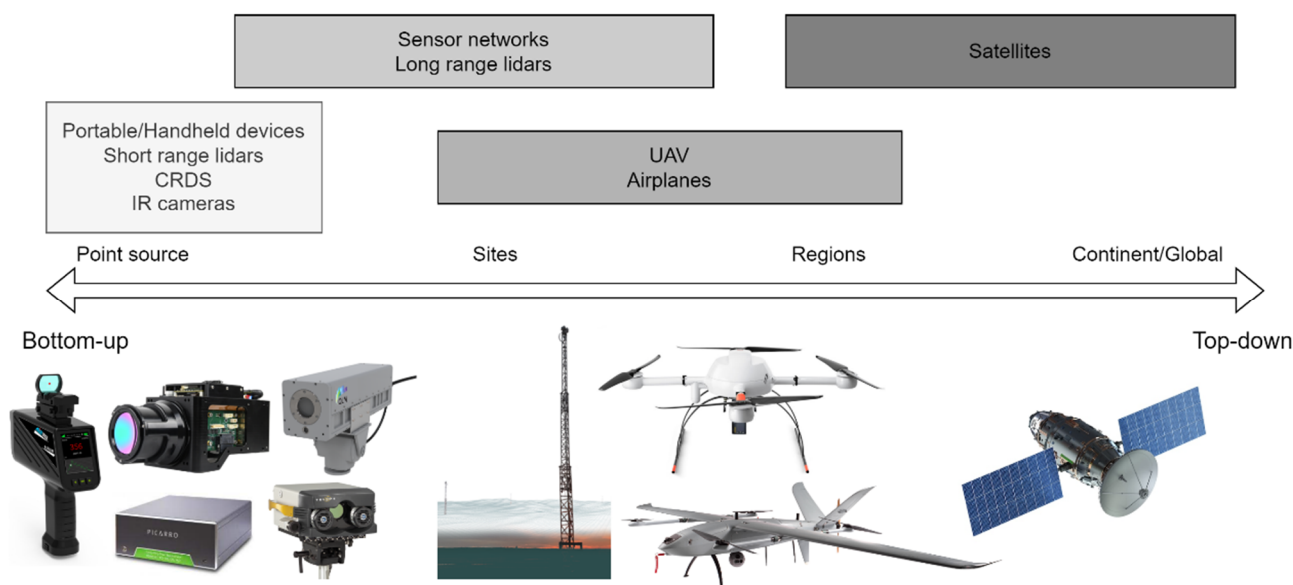 Sensor networks
Long range lidars
Satellites
Portable/Handheld devices
Short range lidars
CRDS
IR cameras
UAV
Airplanes
Point source
Sites
Regions
Continent/Global
Bottom-up
Top-down
PICARRO